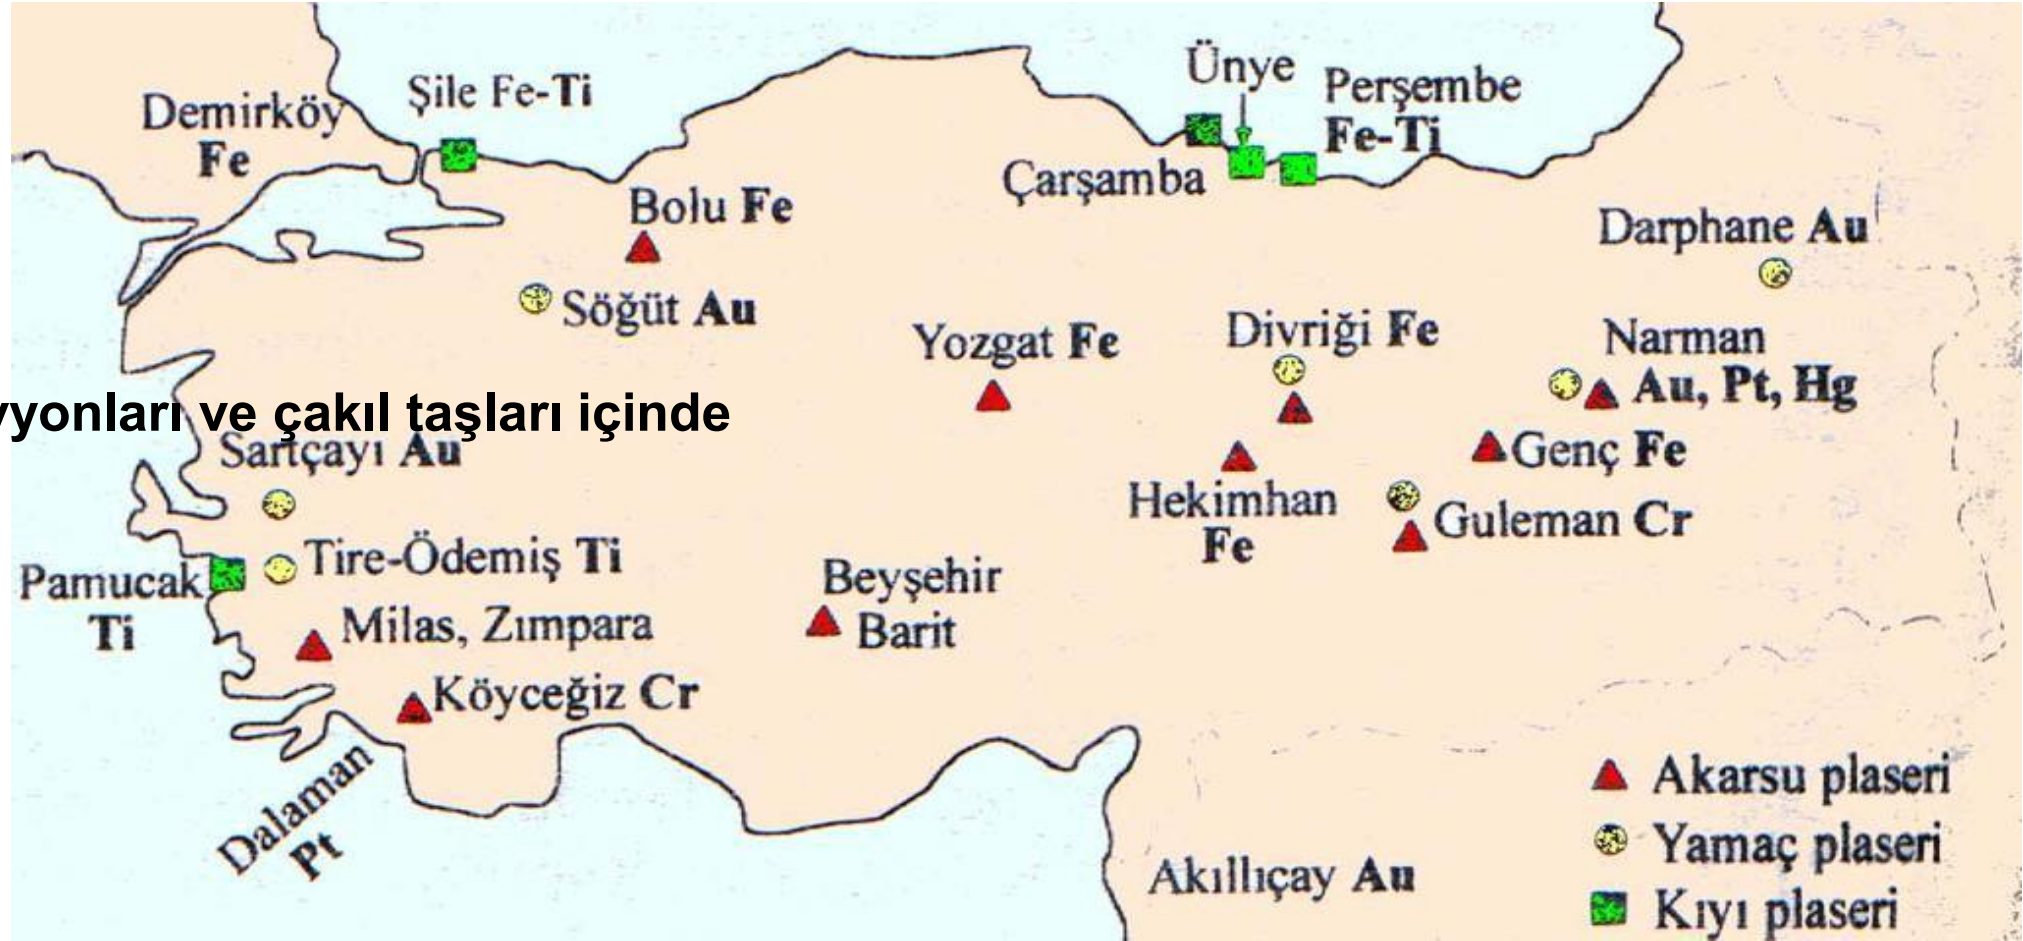 Ünye
Şile Fe-Ti
Perşembe
Fe-Ti
Demirköy
Fe
Çarşamba
Bolu Fe
Darphane Au
Söğüt Au
Yozgat Fe
Divriği Fe
Narman
Au, Pt, Hg
ve çakıl taşları içinde
Sartçayı Au
Genç Fe
Hekimhan
Fe
Guleman Cr
Tire-Ödemiş Ti
Pamucak
Ti
Beyşehir
Barit
Milas, Zımpara
Köyceğiz Cr
Dalaman
Pt
Akıllıçay Au
Akarsu plaseri
Yamaç plaseri
Kıyı plaseri